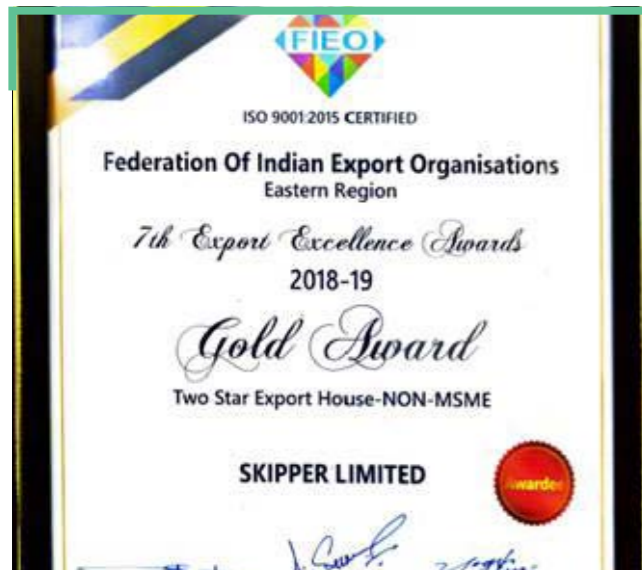 FIEO
ISO 9001:2015 CERTIFIED
Federation Of Indian Export Organisations
Eastern Region
7th Export Excellence Awards
2018-19
Gold Award
Two Star Export House-NON-MSME
SKIPPER LIMITED
Awardee